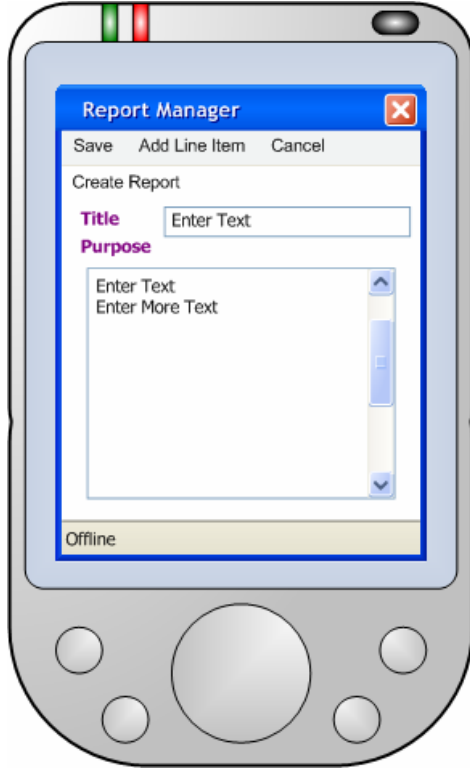 Report Manager
Save Add Line Item Cancel
Create Report
Title Enter Text
Purpose
Enter Text
Enter More Text
Offline